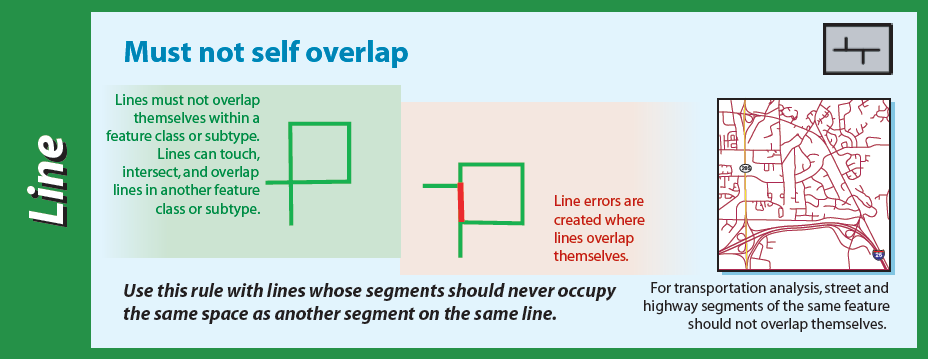 Line
Must not self overlap
Lines must not overlap
themselves within a
feature class or subtype.
Lines can touch,
intersect, and overlap
lines in another feature
class or subtype.
Line errors are
created where
lines overlap
themselves.
26
Use this rule with lines whose segments should never occupy
the same space as another segment on the same line.
For transportation analysis, street and
highway segments of the same feature
should not overlap themselves.